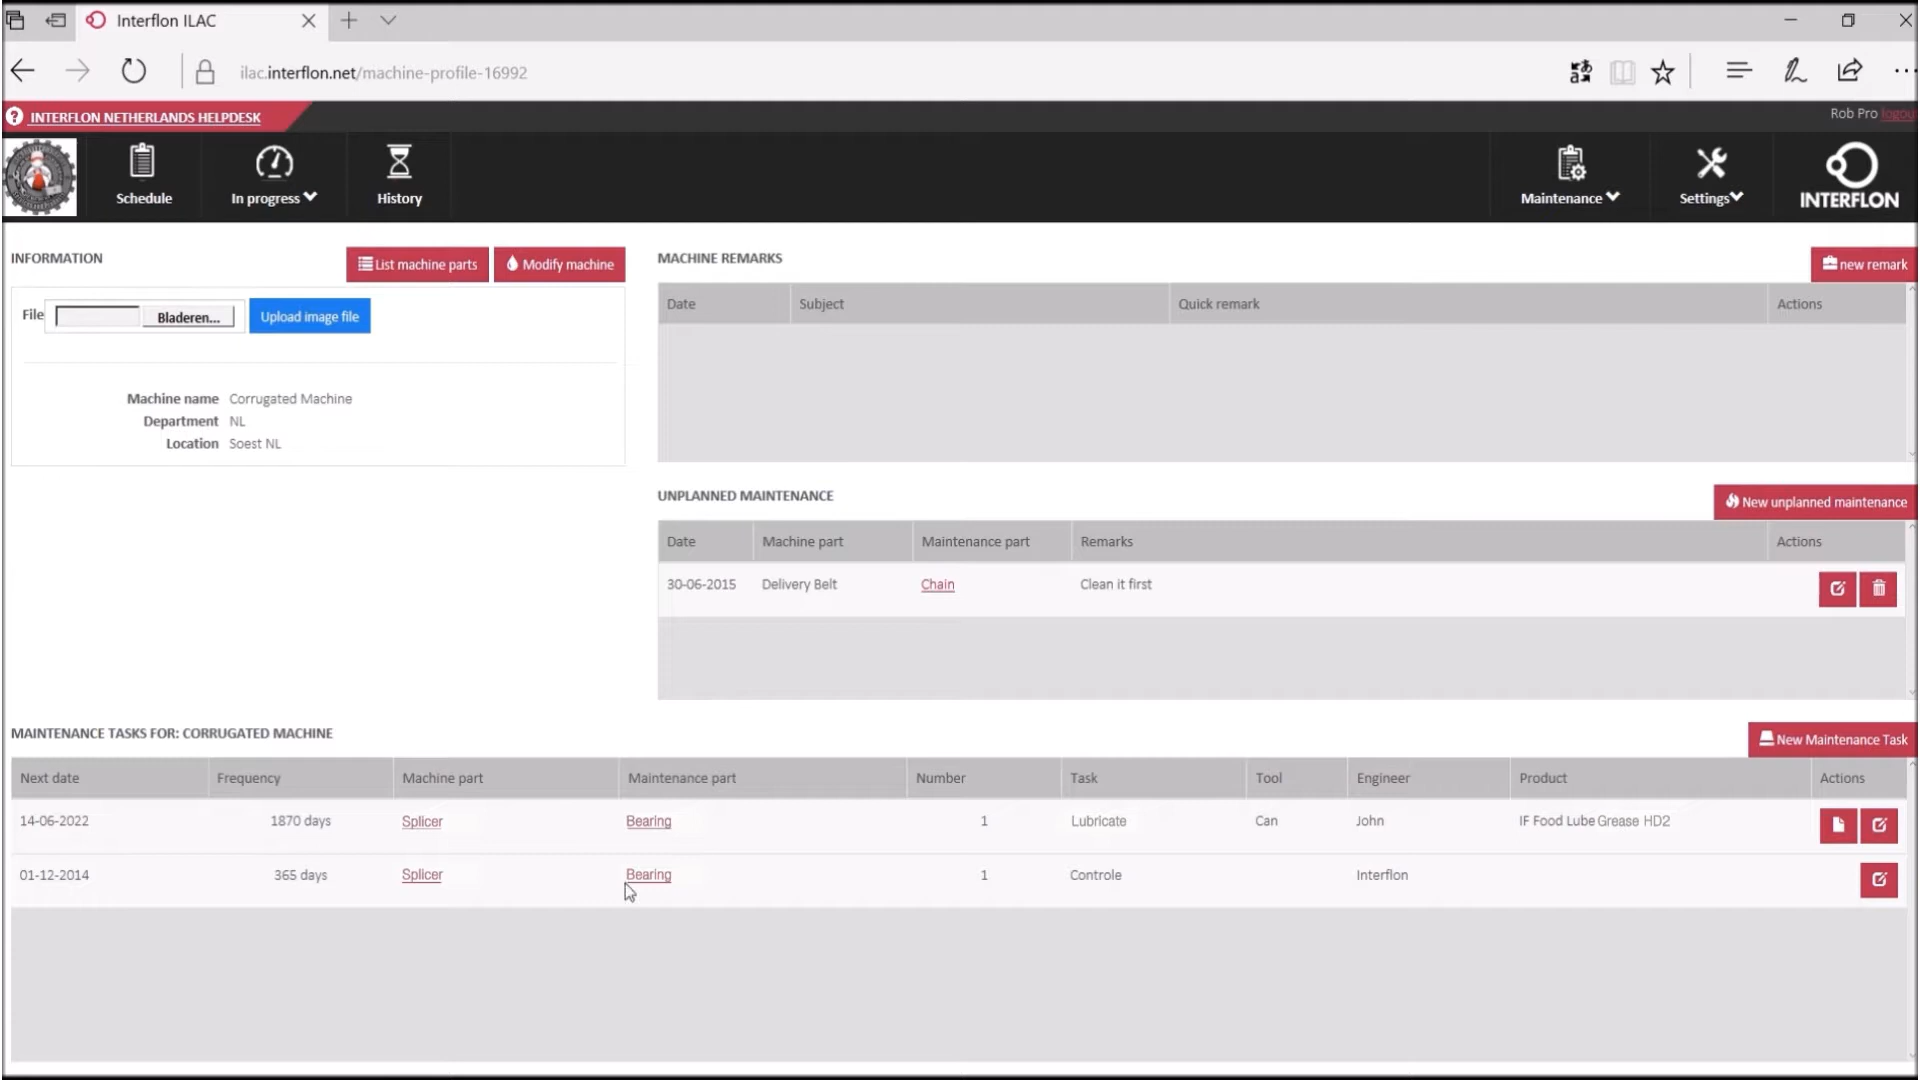 Interflon ILAC
ilac.interflon.net/machine-profile-16992
INTERFLON NETHERLANDS HELPDESK
Rob Pro logout
Schedule
In progress
History
Maintenance
Settings
INTERFLON
INFORMATION
List machine parts
Modify machine
File
Bladeren...
Upload image file
Machine name Corrugated Machine
Department NL
Location Soest NL
MACHINE REMARKS
new remark
Date Subject Quick remark Actions
UNPLANNED MAINTENANCE
New unplanned maintenance
Date Machine part Maintenance part Remarks Actions
30-06-2015 Delivery Belt Chain Clean it first
MAINTENANCE TASKS FOR: CORRUGATED MACHINE
New Maintenance Task
Next date Frequency Machine part Maintenance part Number Task Tool Engineer Product Actions
14-06-2022 1870 days Splicer Bearing 1 Lubricate Can John IF Food Lube Grease HD2
01-12-2014 365 days Splicer Bearing 1 Controle Interflon